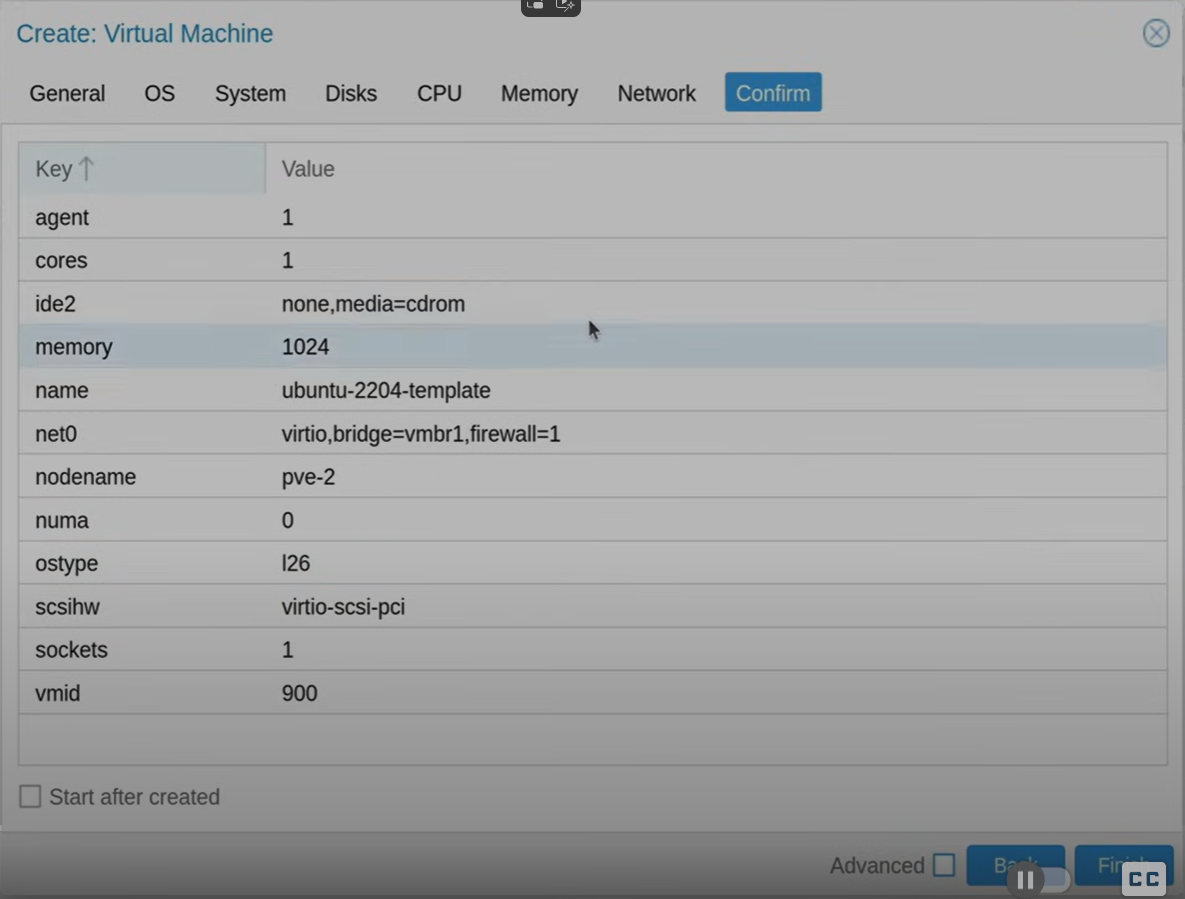 Create: Virtual Machine
General OS System Disks CPU Memory Network Confirm
Key Value
agent 1
cores 1
ide2 none,media=cdrom
memory 1024
name ubuntu-2204-template
net0 virtio,bridge=vmbr1,firewall=1
nodename pve-2
numa 0
ostype l26
scsihw virtio-scsi-pci
sockets 1
vmid 900
Start after created
Advanced Back
CC